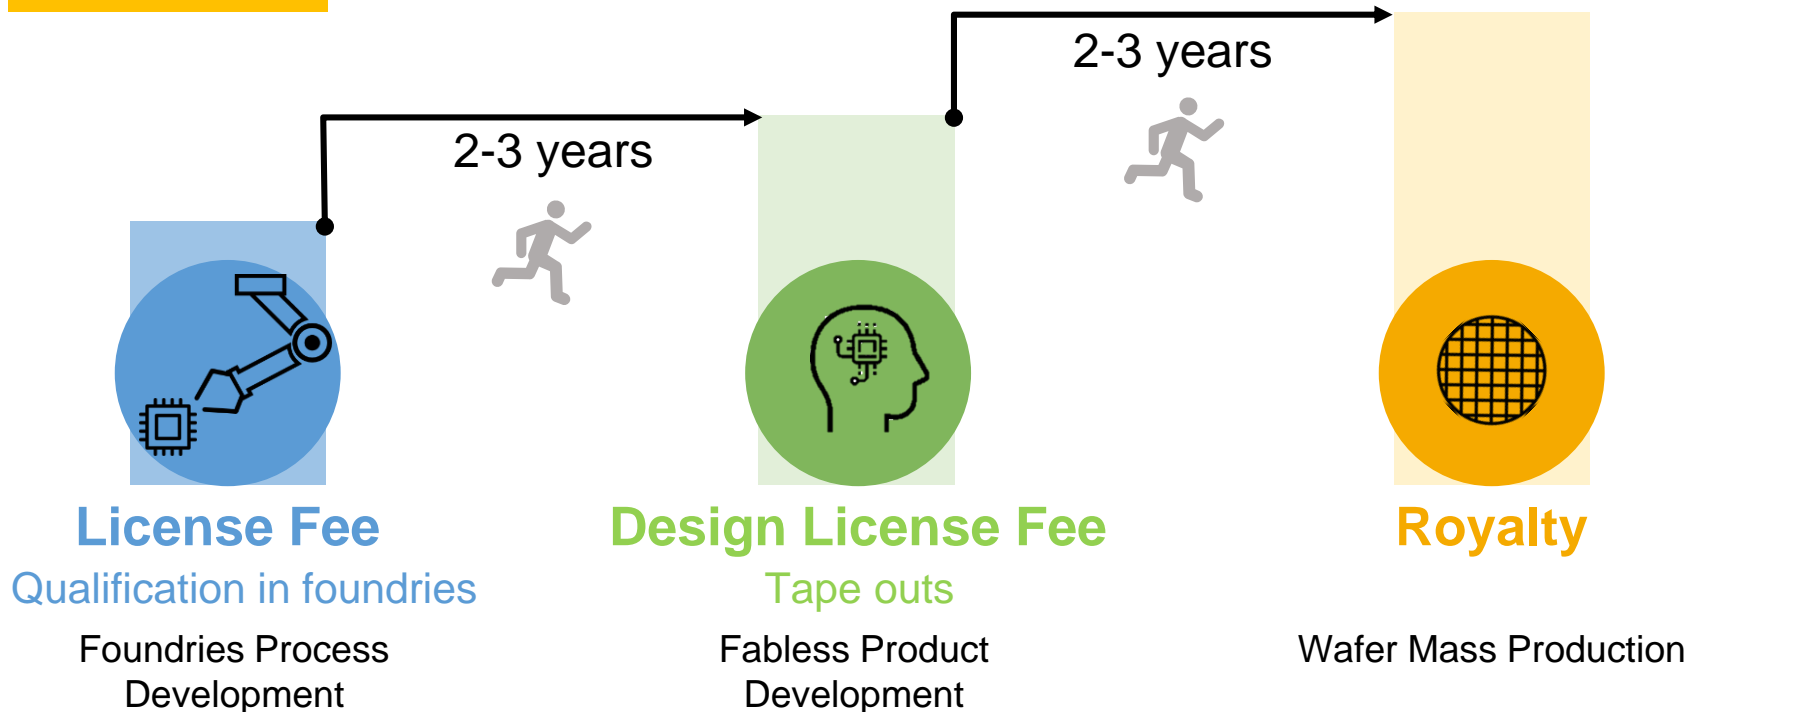 2-3 years
2-3 years
License Fee
Qualification in foundries
Foundries Process
Development
Design License Fee
Tape outs
Fabless Product
Development
Royalty
Wafer Mass Production